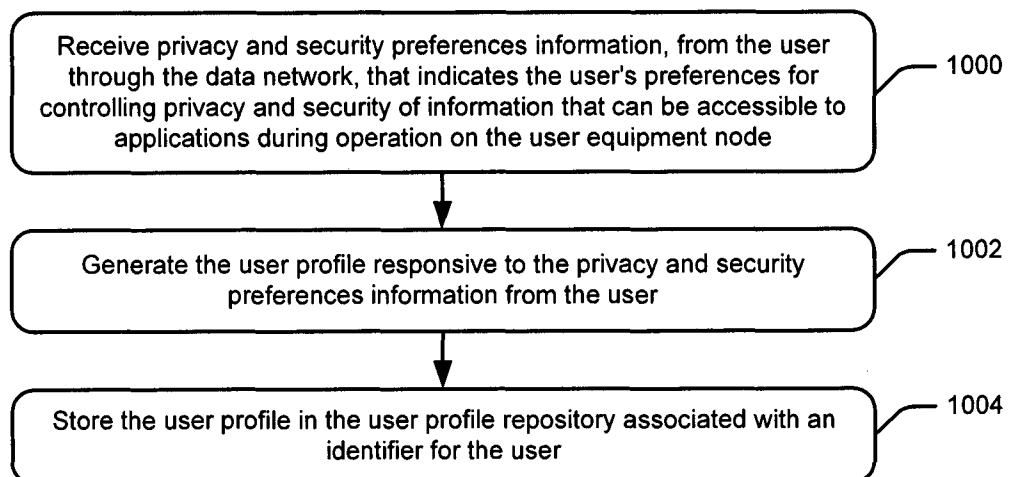 Receive privacy and security preferences information, from the user
through the data network, that indicates the user's preferences for
controlling privacy and security of information that can be accessible to
applications during operation on the user equipment node
1000
Generate the user profile responsive to the privacy and security
preferences information from the user
1002
Store the user profile in the user profile repository associated with an
identifier for the user
1004